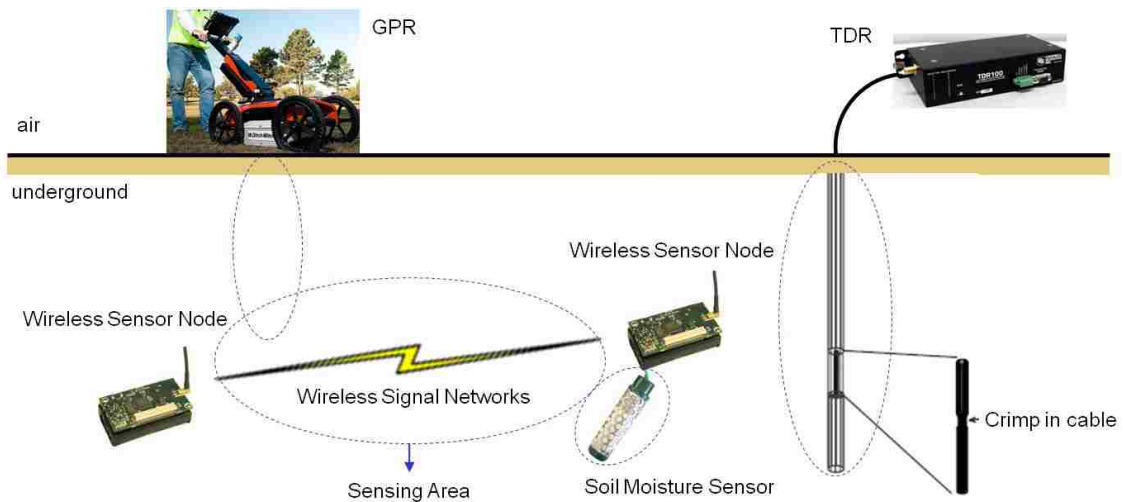 GPR
TDR
TDR100
air
underground
Wireless Sensor Node
Wireless Sensor Node
Wireless Signal Networks
Crimp in cable
Sensing Area
Soil Moisture Sensor